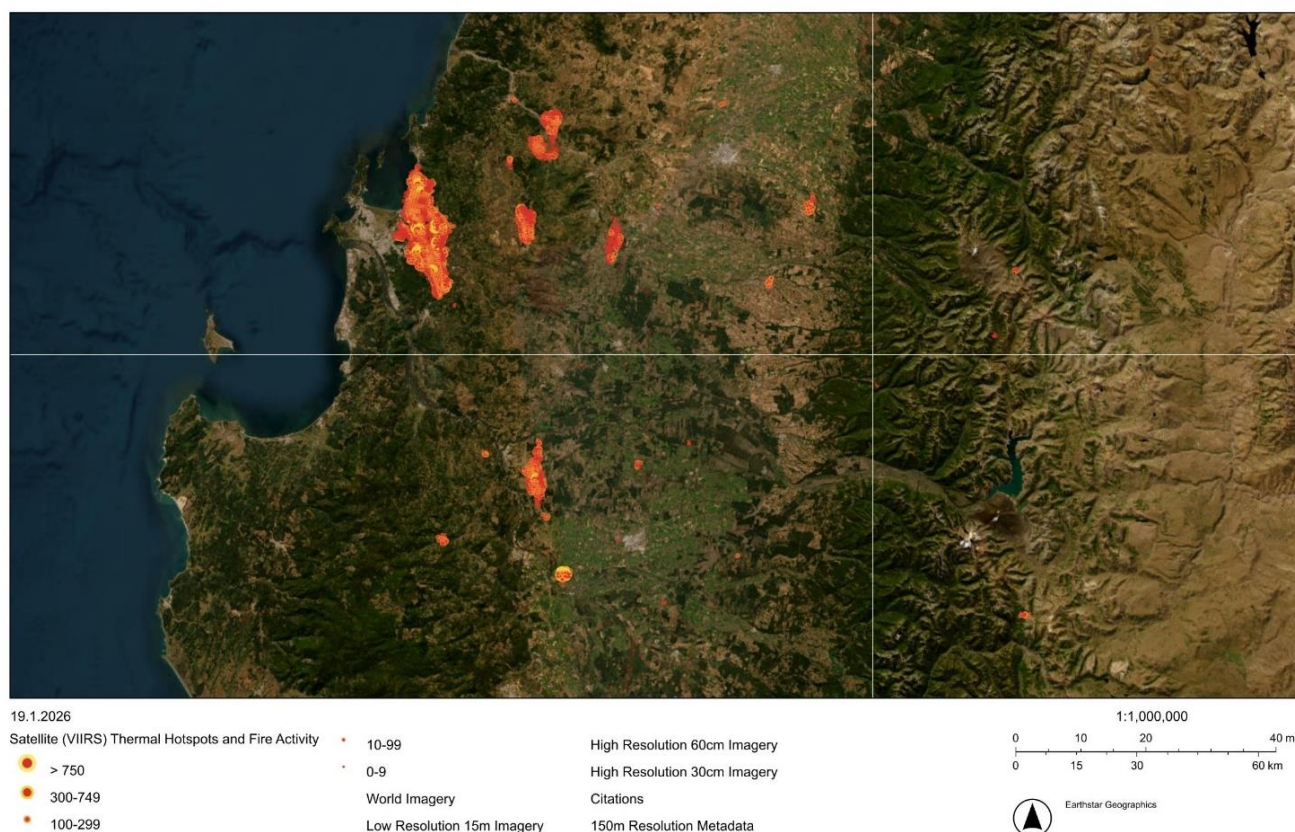 19.1.2026
Satellite (VIIRS) Thermal Hotspots and Fire Activity
> 750
300-749
100-299
10-99
0-9
World Imagery
Low Resolution 15m Imagery
High Resolution 60cm Imagery
High Resolution 30cm Imagery
Citations
150m Resolution Metadata
1:1,000,000
0 10 20 40 m
0 15 30 60 km
Earthstar Geographics